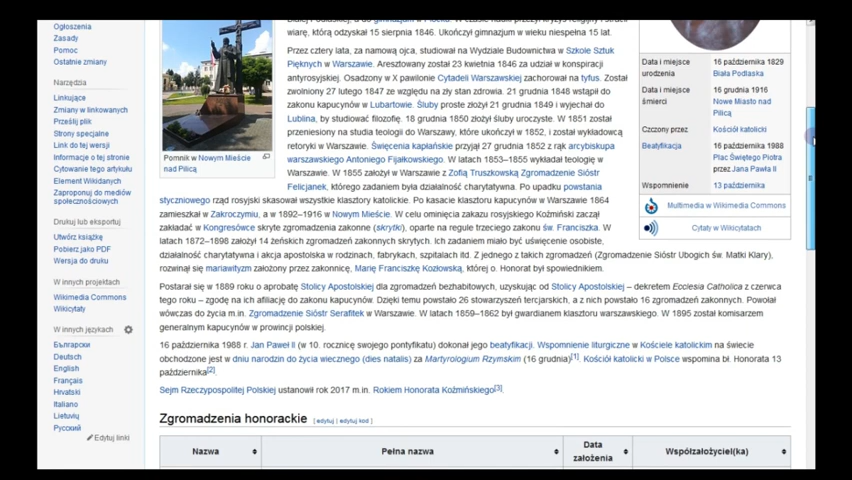 Ogłoszenia
Zasady
Pomoc
Ostatnie zmiany
Narzędzia
Linkujące
Zmiany w linkowanych
Prześlij plik
Strony specjalne
Link do tej wersji
Informacje o tej stronie
Cytowanie tego artykułu
Element Wikidanych
Zaproponuj do mediów
społecznościowych
Drukuj lub eksportuj
Utwórz książkę
Pobierz jako PDF
Wersja do druku
W innych projektach
Wikimedia Commons
Wikicytaty
W innych językach
Български
Deutsch
English
Français
Hrvatski
Italiano
Lietuvių
Русский
Edytuj linki
Pomnik w Nowym Mieście
nad Pilicą
wiarę, którą odzyskał 15 sierpnia 1846. Ukończył gimnazjum w wieku niespełna 15 lat.
Przez cztery lata, za namową ojca, studiował na Wydziale Budownictwa w Szkole Sztuk
Pięknych w Warszawie. Aresztowany został 23 kwietnia 1846 za udział w konspiracji
antyrosyjskiej. Osadzony w X pawilonie Cytadeli Warszawskiej zachorował na tyfus. Został
zwolniony 27 lutego 1847 ze względu na zły stan zdrowia. 21 grudnia 1848 wstąpił do
zakonu kapucynów w Lubartowie. Śluby proste złożył 21 grudnia 1849 i wyjechał do
Lublina, by studiować filozofię. 18 grudnia 1850 złożył śluby uroczyste. W 1851 został
przeniesiony na studia teologii do Warszawy, które ukończył w 1852, i został wykładowcą
retoryki w Warszawie. Święcenia kapłańskie przyjął 27 grudnia 1852 z rąk arcybiskupa
warszawskiego Antoniego Fijałkowskiego. W latach 1853–1855 wykładał teologię w
Warszawie. W 1855 założył w Warszawie z Zofią Truszkowską Zgromadzenie Sióstr
Felicjanek, którego zadaniem była działalność charytatywna. Po upadku powstania
styczniowego rząd rosyjski skasował wszystkie klasztory katolickie. Po kasacie klasztoru kapucynów w Warszawie 1864
zamieszkał w Zakroczymiu, a w 1892–1916 w Nowym Mieście. W celu ominięcia zakazu rosyjskiego Koźmiński zaczął
zakładać w Kongresówce skryte zgromadzenia zakonne (skrytki), oparte na regule trzeciego zakonu św. Franciszka. W
latach 1872–1898 założył 14 żeńskich zgromadzeń zakonnych skrytych. Ich zadaniem miało być uświęcenie osobiste,
działalność charytatywna i akcja apostolska w rodzinach, fabrykach, szpitalach itd. Z jednego z takich zgromadzeń (Zgromadzenie Sióstr Ubogich św. Matki Klary),
rozwinął się mariawityzm założony przez zakonnicę, Marię Franciszkę Kozłowską, której o. Honorat był spowiednikiem.
Postarał się w 1889 roku o aprobatę Stolicy Apostolskiej dla zgromadzeń bezhabitowych, uzyskując od Stolicy Apostolskiej – dekretem Ecclesia Catholica z czerwca
tego roku – zgodę na ich afiliację do zakonu kapucynów. Dzięki temu powstało 26 stowarzyszeń tercjarskich, a z nich powstało 16 zgromadzeń zakonnych. Powołał
wówczas do życia m.in. Zgromadzenie Sióstr Serafitek w Warszawie. W latach 1859–1862 był gwardianem klasztoru warszawskiego. W 1895 został komisarzem
generalnym kapucynów w prowincji polskiej.
16 października 1988 r. Jan Paweł II (w 10. rocznicę swojego pontyfikatu) dokonał jego beatyfikacji. Wspomnienie liturgiczne w Kościele katolickim na świecie
obchodzone jest w dniu narodzin do życia wiecznego (dies natalis) za Martyrologium Rzymskim (16 grudnia)[1]. Kościół katolicki w Polsce wspomina bł. Honorata 13
października[2].
Sejm Rzeczypospolitej Polskiej ustanowił rok 2017 m.in. Rokiem Honorata Koźmińskiego[3].
Zgromadzenia honorackie [ edytuj | edytuj kod ]
Nazwa Pełna nazwa Data założenia Współzałożyciel(ka)
Data i miejsce urodzenia 16 października 1829
Biała Podlaska
Data i miejsce śmierci 16 grudnia 1916
Nowe Miasto nad
Pilicą
Czczony przez Kościół katolicki
Beatyfikacja 16 października 1988
Plac Świętego Piotra
przez Jana Pawła II
Wspomnienie 13 października
Multimedia w Wikimedia Commons
Cytaty w Wikicytatach